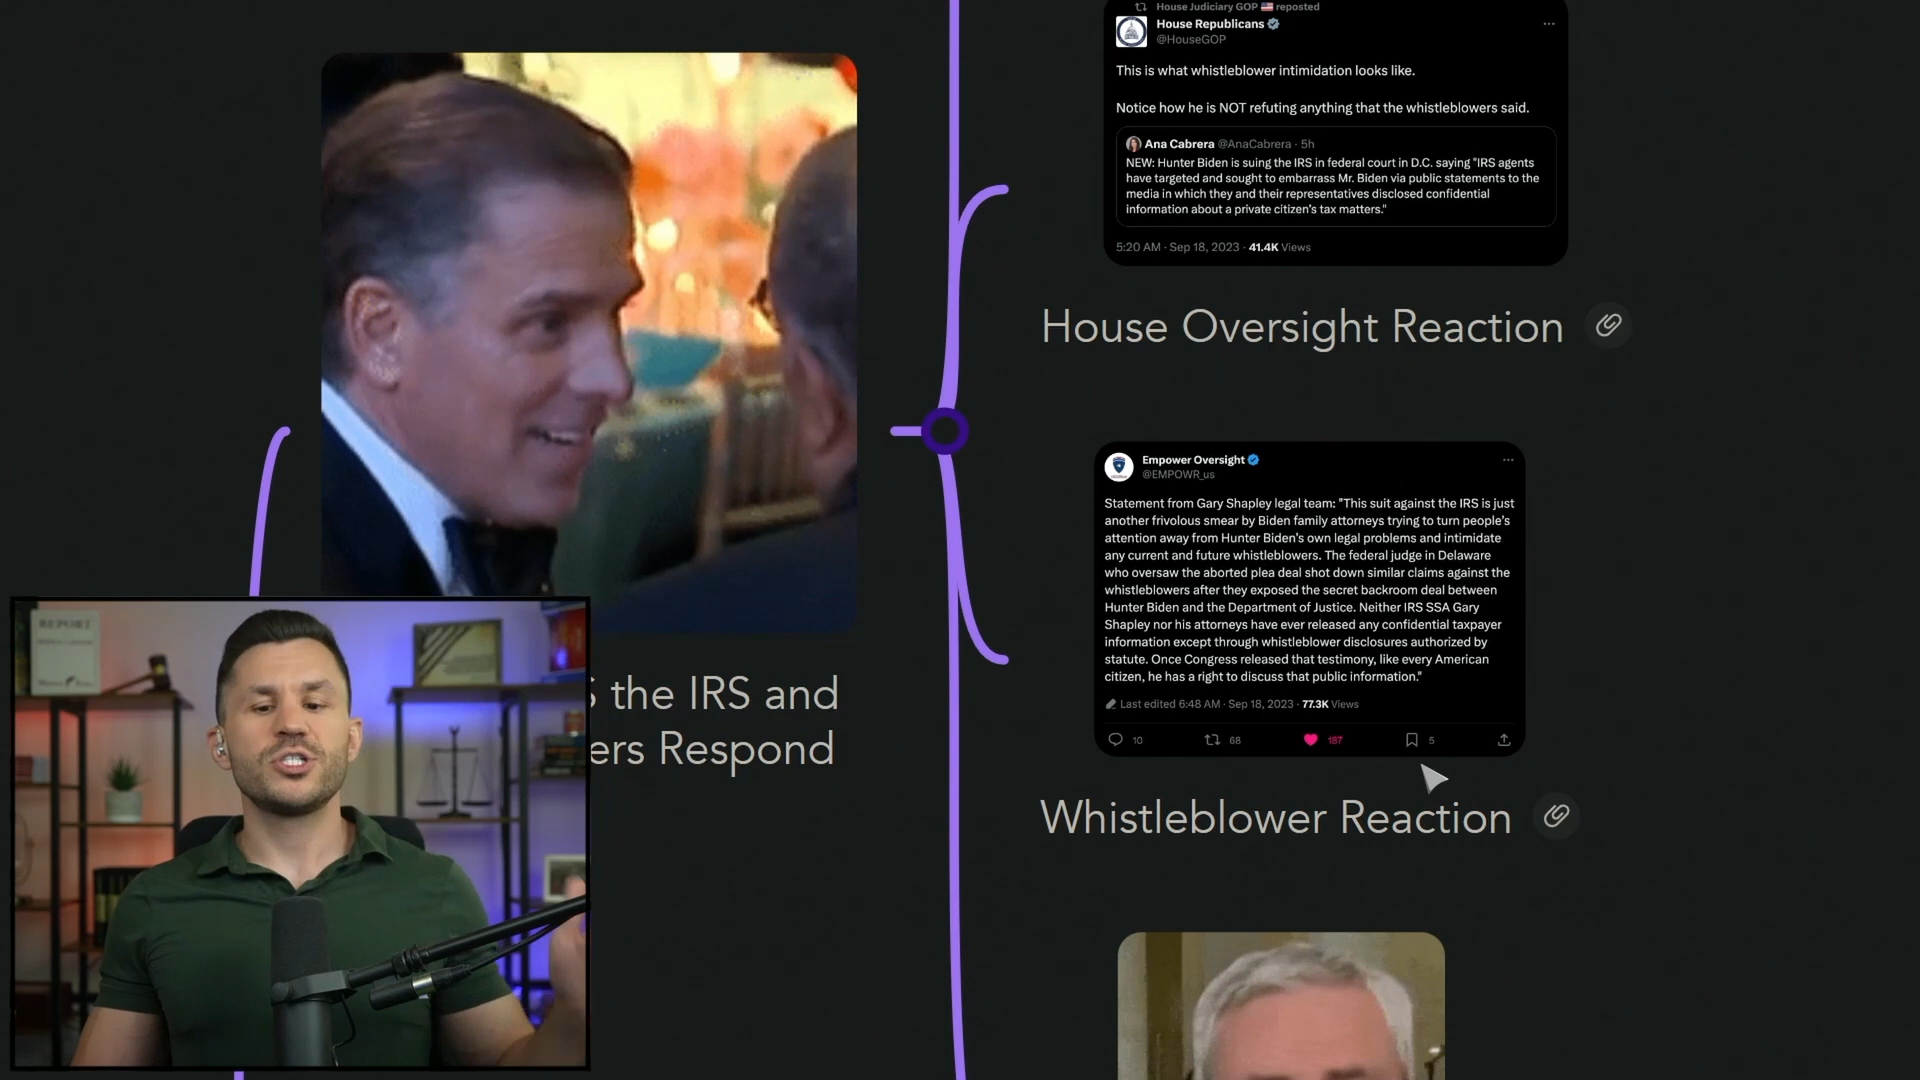 House Judiciary GOP 🇺🇸 reposted
House Republicans
@HouseGOP
This is what whistleblower intimidation looks like.
Notice how he is NOT refuting anything that the whistleblowers said.
Ana Cabrera @AnaCabrera · 5h
NEW: Hunter Biden is suing the IRS in federal court in D.C. saying "IRS agents
have targeted and sought to embarrass Mr. Biden via public statements to the
media in which they and their representatives disclosed confidential
information about a private citizen's tax matters."
5:20 AM · Sep 18, 2023 · 41.4K Views
House Oversight Reaction
Empower Oversight
@EMPOWR_us
Statement from Gary Shapley legal team: "This suit against the IRS is just
another frivolous smear by Biden family attorneys trying to turn people's
attention away from Hunter Biden's own legal problems and intimidate
any current and future whistleblowers. The federal judge in Delaware
who oversaw the aborted plea deal shot down similar claims against the
whistleblowers after they exposed the secret backroom deal between
Hunter Biden and the Department of Justice. Neither IRS SSA Gary
Shapley nor his attorneys have ever released any confidential taxpayer
information except through whistleblower disclosures authorized by
statute. Once Congress released that testimony, like every American
citizen, he has a right to discuss that public information."
Last edited 6:48 AM · Sep 18, 2023 · 77.3K Views
10 68 187 5
Whistleblower Reaction
the IRS and
ers Respond
REPORT